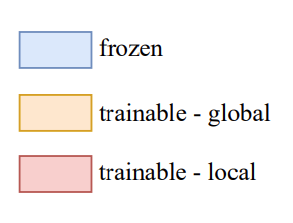 frozen
trainable - global
trainable - local